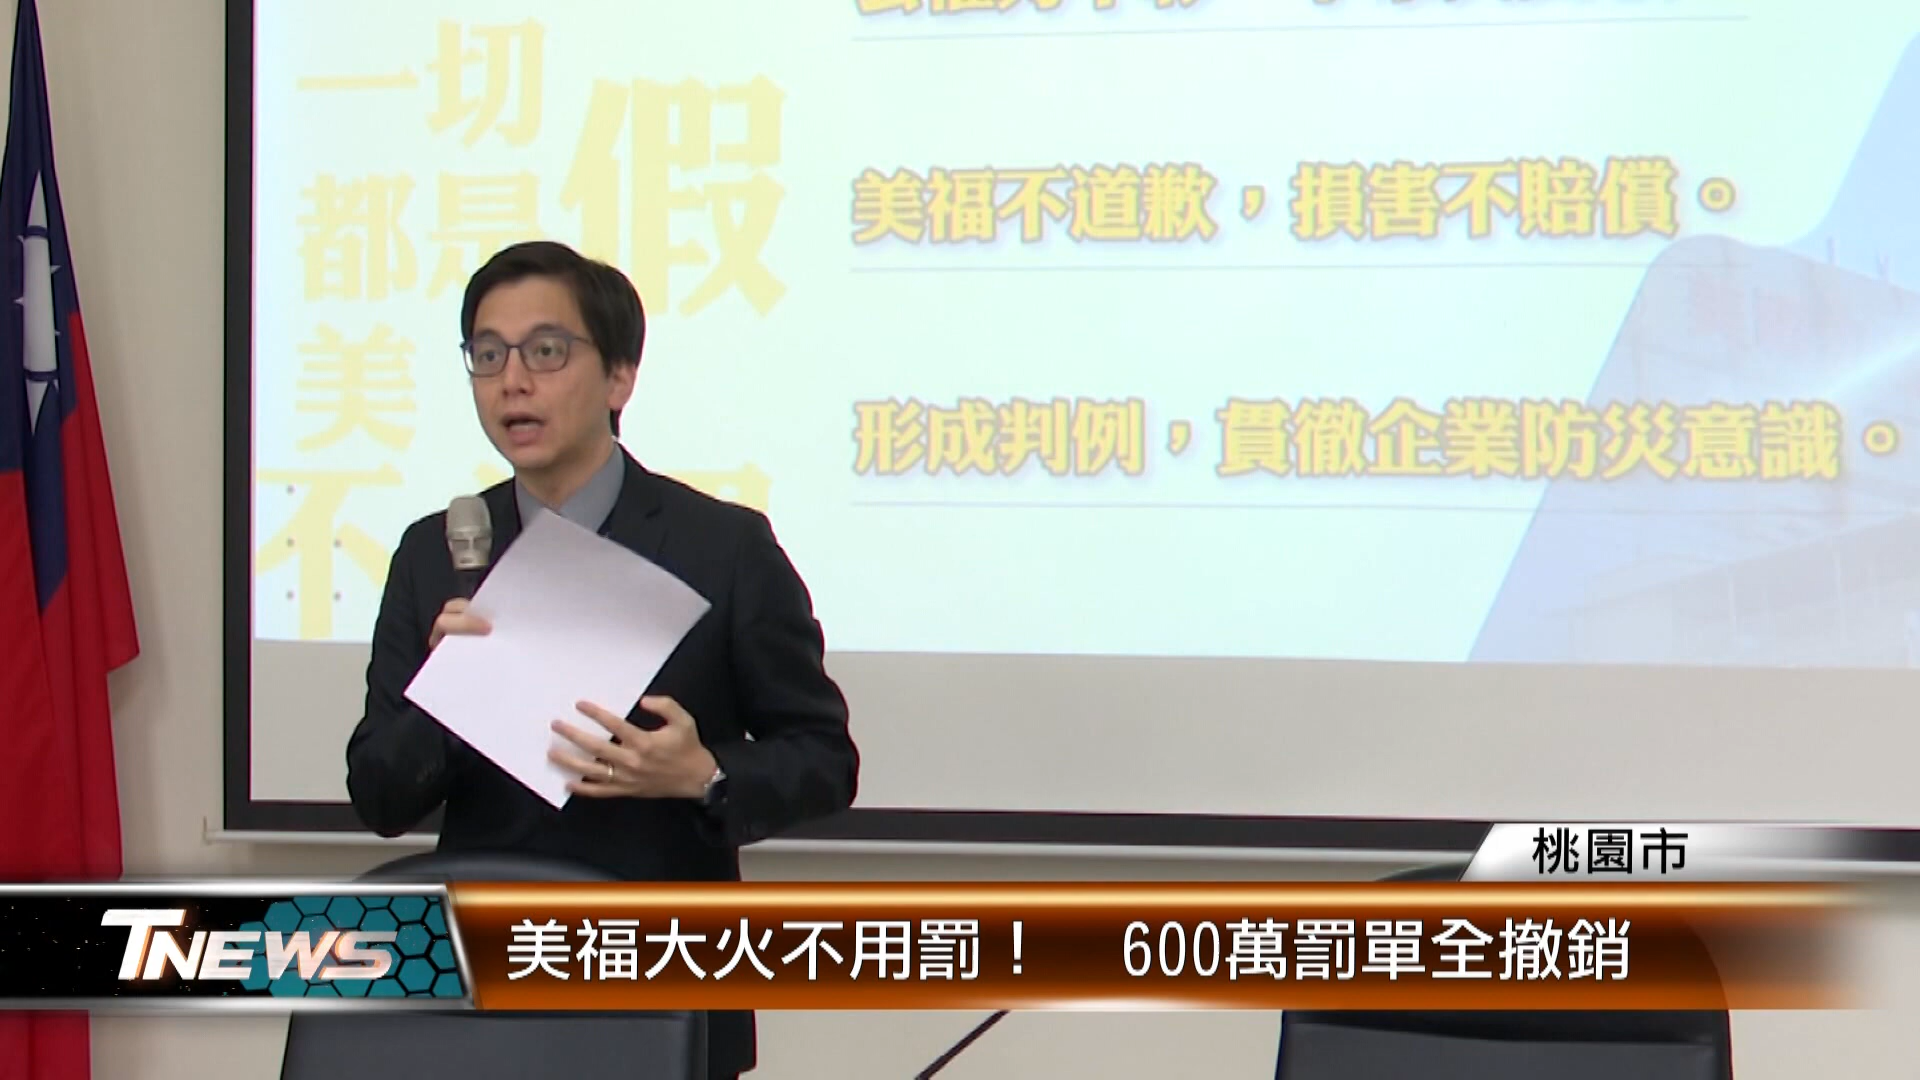 一切
都是假
美
不
美福不道歉，損害不賠償。
形成判例，貫徹企業防災意識。
桃園市
TNEWS
美福大火不用罰！ 600萬罰單全撤銷